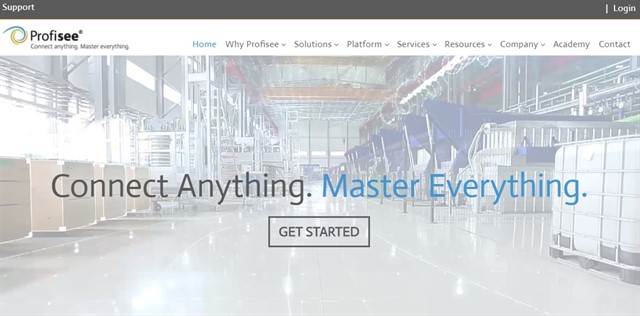 Support
| Login
Profisee®
Connect anything. Master everything.
Home Why Profisee Solutions Platform Services Resources Company Academy Contact
Connect Anything. Master Everything.
GET STARTED